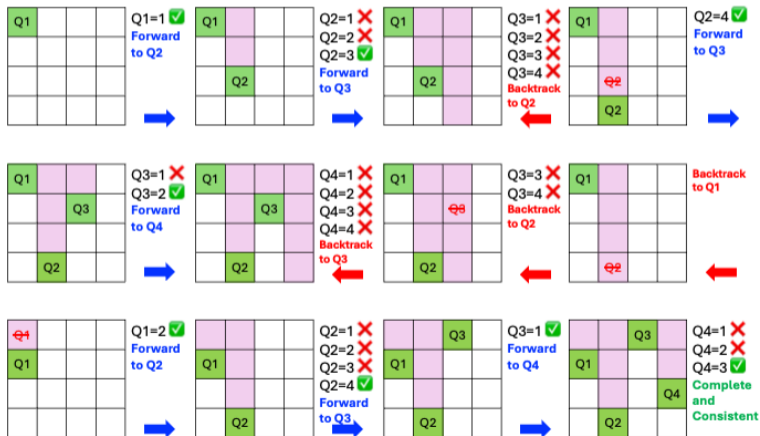 Q1
Q1=1 ✅
Forward
to Q2
Q1
Q2
Q2=1 ❌
Q2=2 ❌
Q2=3 ✅
Forward
to Q3
Q1
Q2
Q3=1 ❌
Q3=2 ❌
Q3=3 ❌
Q3=4 ❌
Backtrack
to Q2
Q1
Q2
Q2
Q2=4 ✅
Forward
to Q3
Q1
Q3
Q2
Q3=1 ❌
Q3=2 ✅
Forward
to Q4
Q1
Q3
Q2
Q4=1 ❌
Q4=2 ❌
Q4=3 ❌
Q4=4 ❌
Backtrack
to Q3
Q1
Q3
Q2
Q3=3 ❌
Q3=4 ❌
Backtrack
to Q2
Q1
Q2
Backtrack
to Q1
Q1
Q1
Q1=2 ✅
Forward
to Q2
Q1
Q2
Q2=1 ❌
Q2=2 ❌
Q2=3 ❌
Q2=4 ✅
Forward
to Q3
Q3
Q1
Q2
Q3=1 ✅
Forward
to Q4
Q3
Q1
Q4
Q2
Q4=1 ❌
Q4=2 ❌
Q4=3 ✅
Complete
and
Consistent